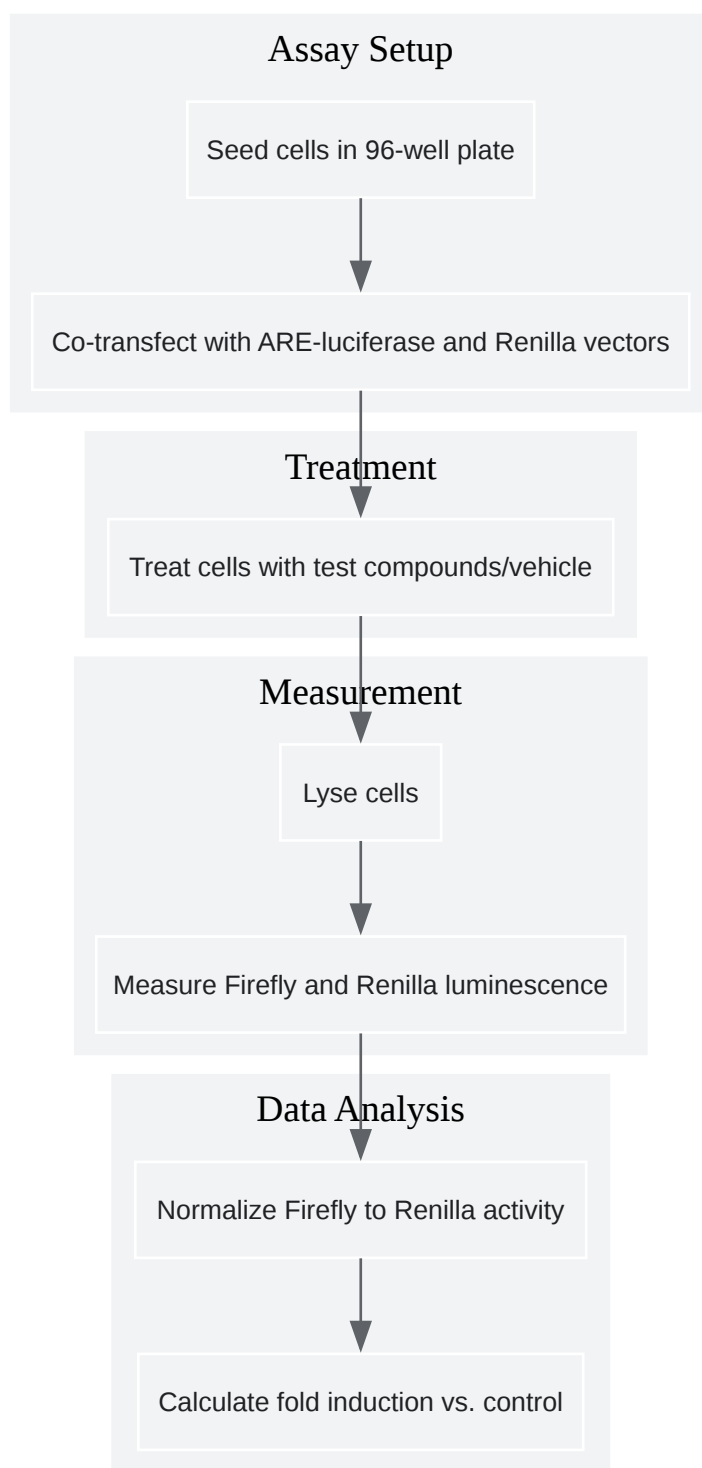 Assay Setup
Seed cells in 96-well plate
Co-transfect with ARE-luciferase and Renilla vectors
Treatment
Treat cells with test compounds/vehicle
Measurement
Lyse cells
Measure Firefly and Renilla luminescence
Data Analysis
Normalize Firefly to Renilla activity
Calculate fold induction vs. control